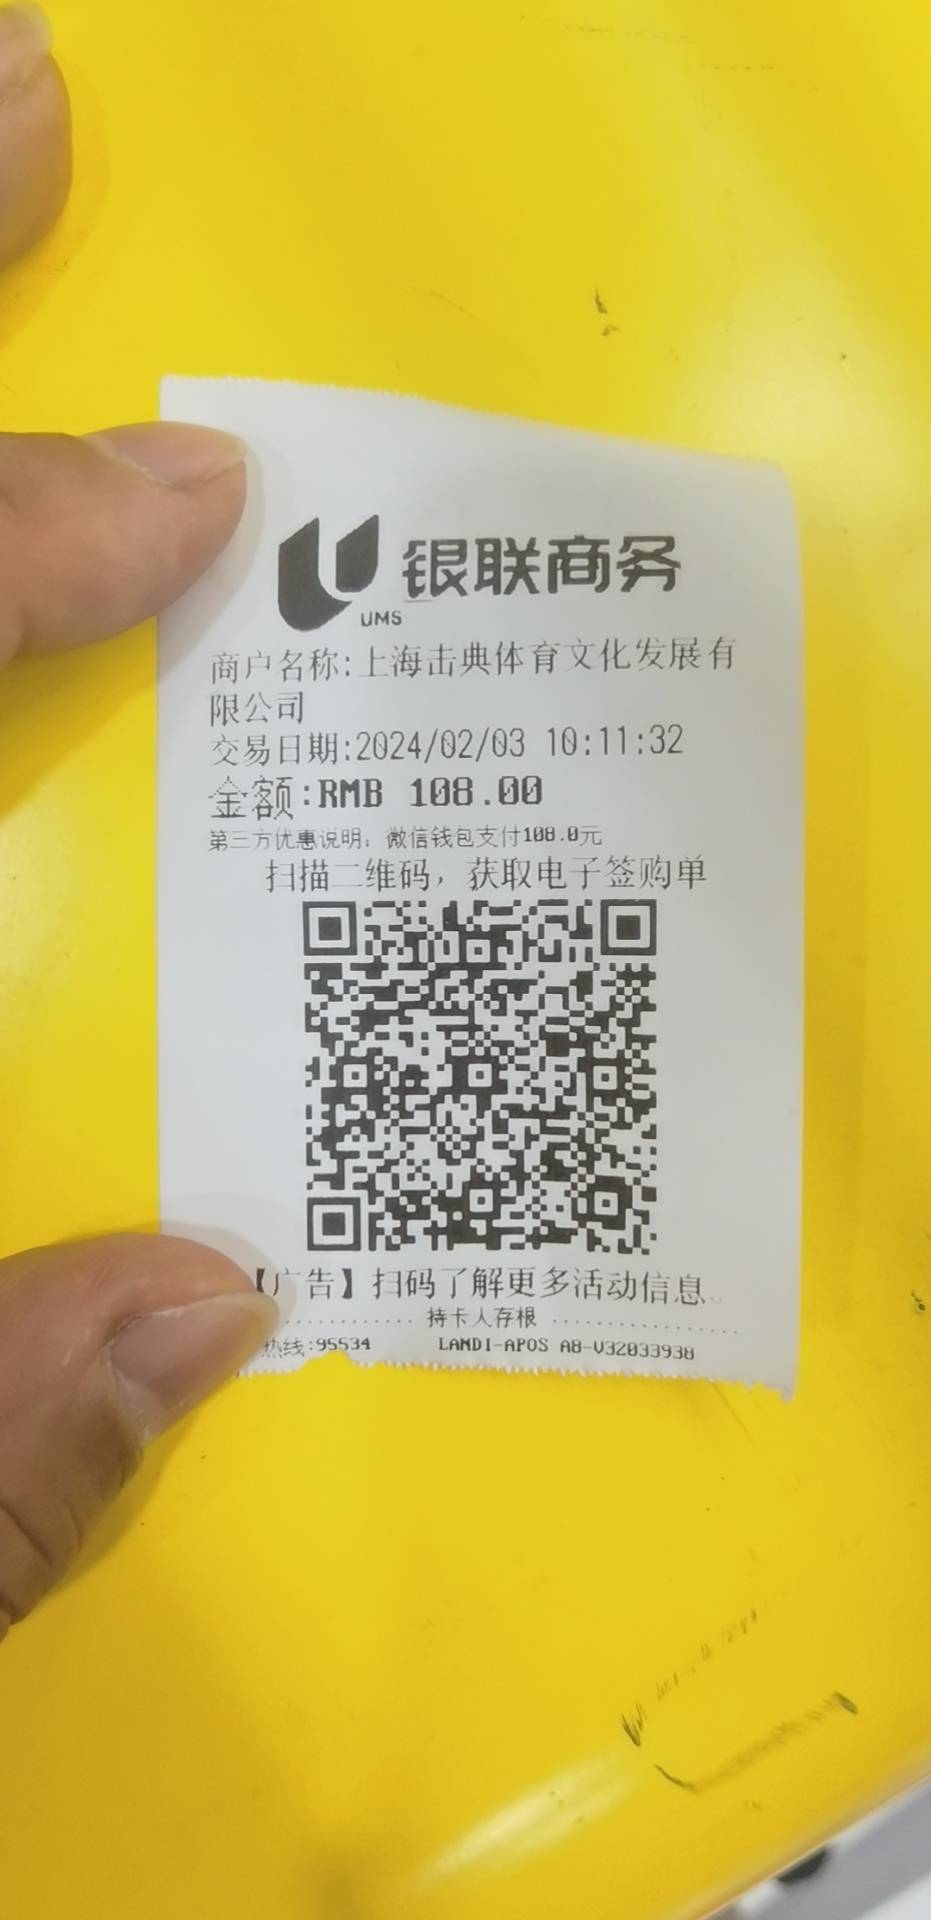 银联商务
UMS
商户名称:上海击典体育文化发展有
限公司
交易日期:2024/02/03 10:11:32
金额:RMB 108.00
第三方优惠说明: 微信钱包支付108.0元
扫描二维码，获取电子签购单
【广告】扫码了解更多活动信息。
持卡人存根
热线:95534 LANDI-APOS A8-V32033938